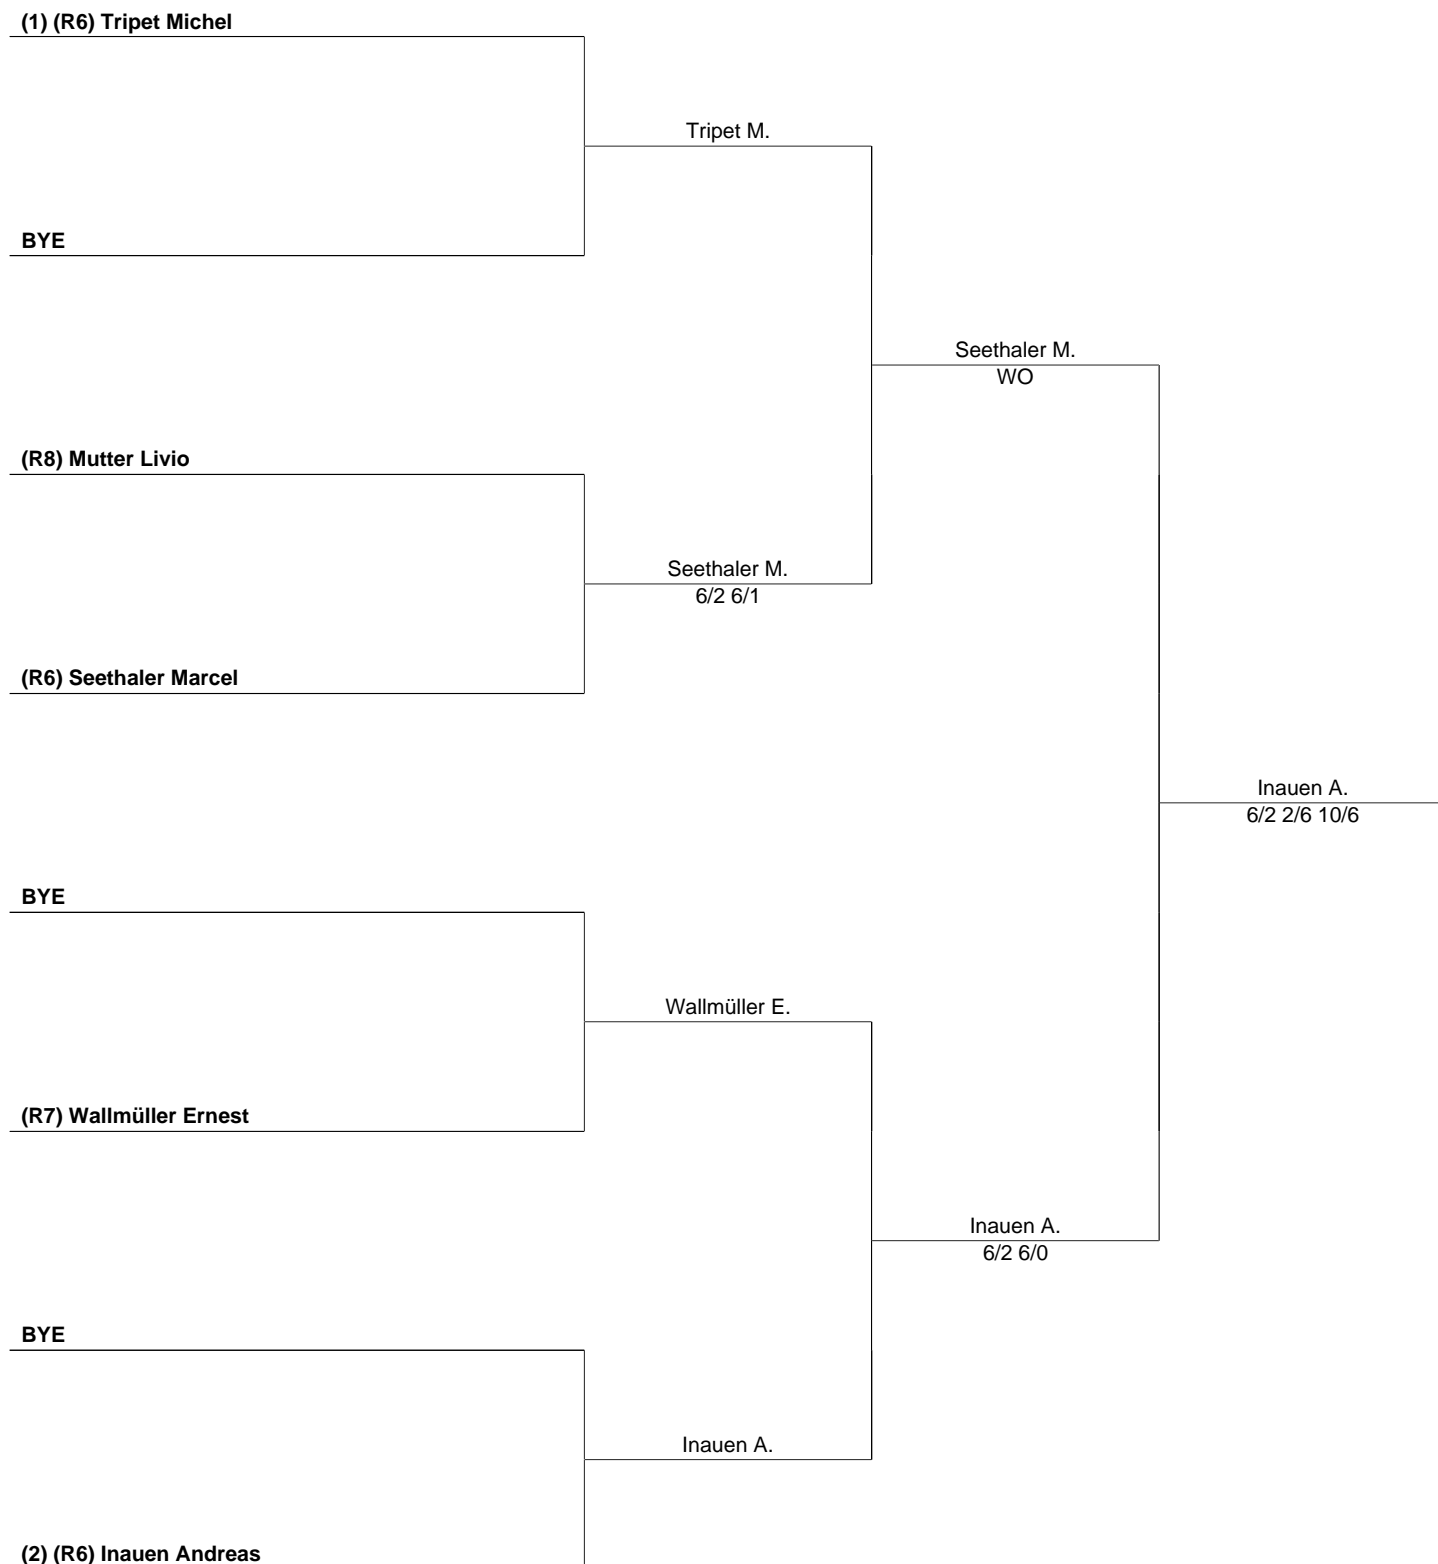 (1) (R6) Tripet Michel
Tripet M.
BYE
Seethaler M.
WO
(R8) Mutter Livio
Seethaler M.
6/2 6/1
(R6) Seethaler Marcel
Inauen A.
6/2 2/6 10/6
BYE
Wallmüller E.
(R7) Wallmüller Ernest
Inauen A.
6/2 6/0
BYE
Inauen A.
(2) (R6) Inauen Andreas